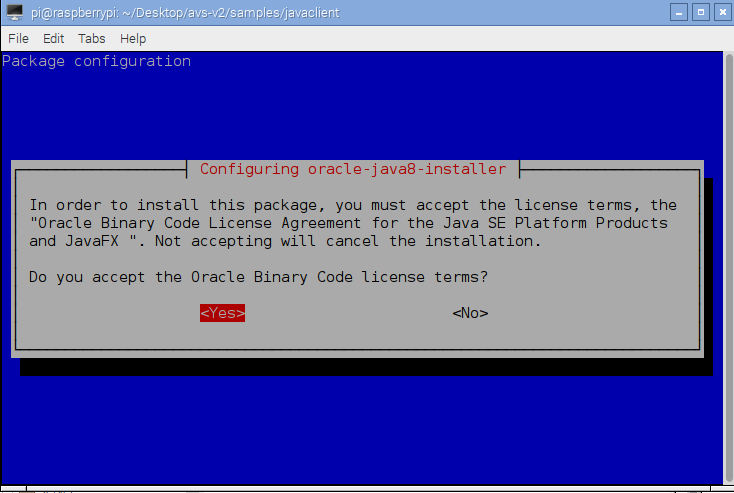 pi@raspberrypi: ~/Desktop/avs-v2/samples/javaclient
File Edit Tabs Help
Package configuration
Configuring oracle-java8-installer
In order to install this package, you must accept the license terms, the
"Oracle Binary Code License Agreement for the Java SE Platform Products
and JavaFX ". Not accepting will cancel the installation.
Do you accept the Oracle Binary Code license terms?
<Yes> <No>